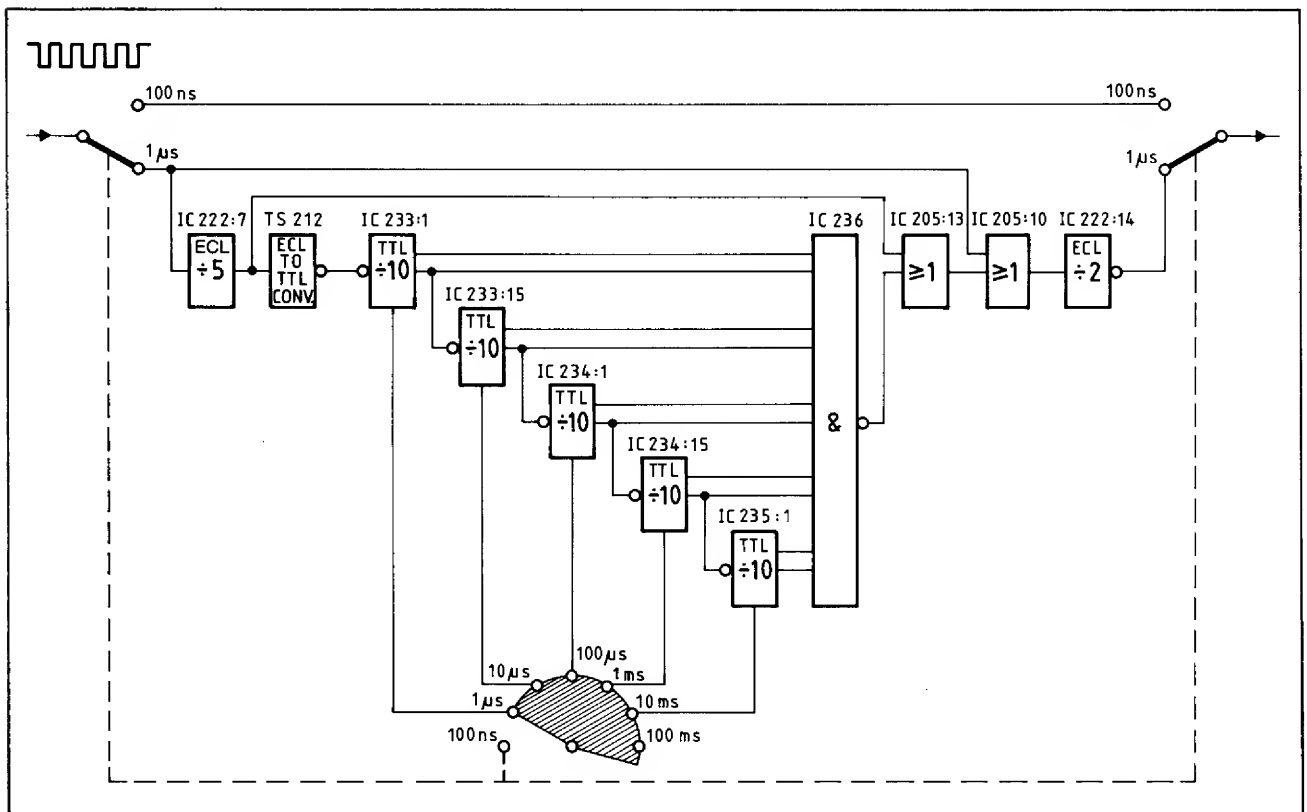 100 ns 100 ns
1 µs 1 µs
IC 222:7 TS 212 IC 233:1 IC 236 IC 205:13 IC 205:10 IC 222:14
ECL
÷5
ECL
TO
TTL
CONV.
TTL
÷10
&
≥1
≥1
ECL
÷2
IC 233:15
TTL
÷10
IC 234:1
TTL
÷10
IC 234:15
TTL
÷10
IC 235:1
TTL
÷10
100 µs
10 µs 1 ms
1 µs 10 ms
100 ns 100 ms